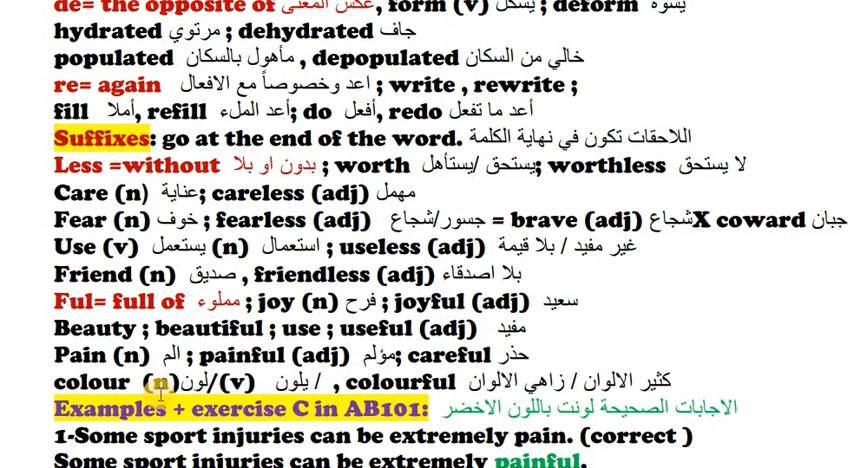 de= the opposite of عكس المعنى, form (v) يشكل ; deform يشوه
hydrated مرتوي ; dehydrated جاف
populated مأهول بالسكان , depopulated خالي من السكان
re= again اعد وخصوصاً مع الافعال ; write , rewrite ;
fill أملا, refill أعد الملء; do أفعل, redo أعد ما تفعل
Suffixes: go at the end of the word. اللاحقات تكون في نهاية الكلمة
Less =without بدون او بلا ; worth يستحق /يستأهل; worthless لا يستحق
Care (n) عناية; careless (adj) مهمل
Fear (n) خوف ; fearless (adj) جسور/شجاع = brave (adj) شجاعX coward جبان
Use (v) يستعمل (n) استعمال ; useless (adj) غير مفيد / بلا قيمة
Friend (n) صديق , friendless (adj) بلا اصدقاء
Ful= full of مملوء ; joy (n) فرح ; joyful (adj) سعيد
Beauty ; beautiful ; use ; useful (adj) مفيد
Pain (n) الم ; painful (adj) مؤلم; careful حذر
colour (n)لون/(v) يلون / , colourful كثير الالوان / زاهي الالوان
Examples + exercise C in AB101: الاجابات الصحيحة لونت باللون الاخضر
1-Some sport injuries can be extremely pain. (correct )
Some sport injuries can be extremely painful.